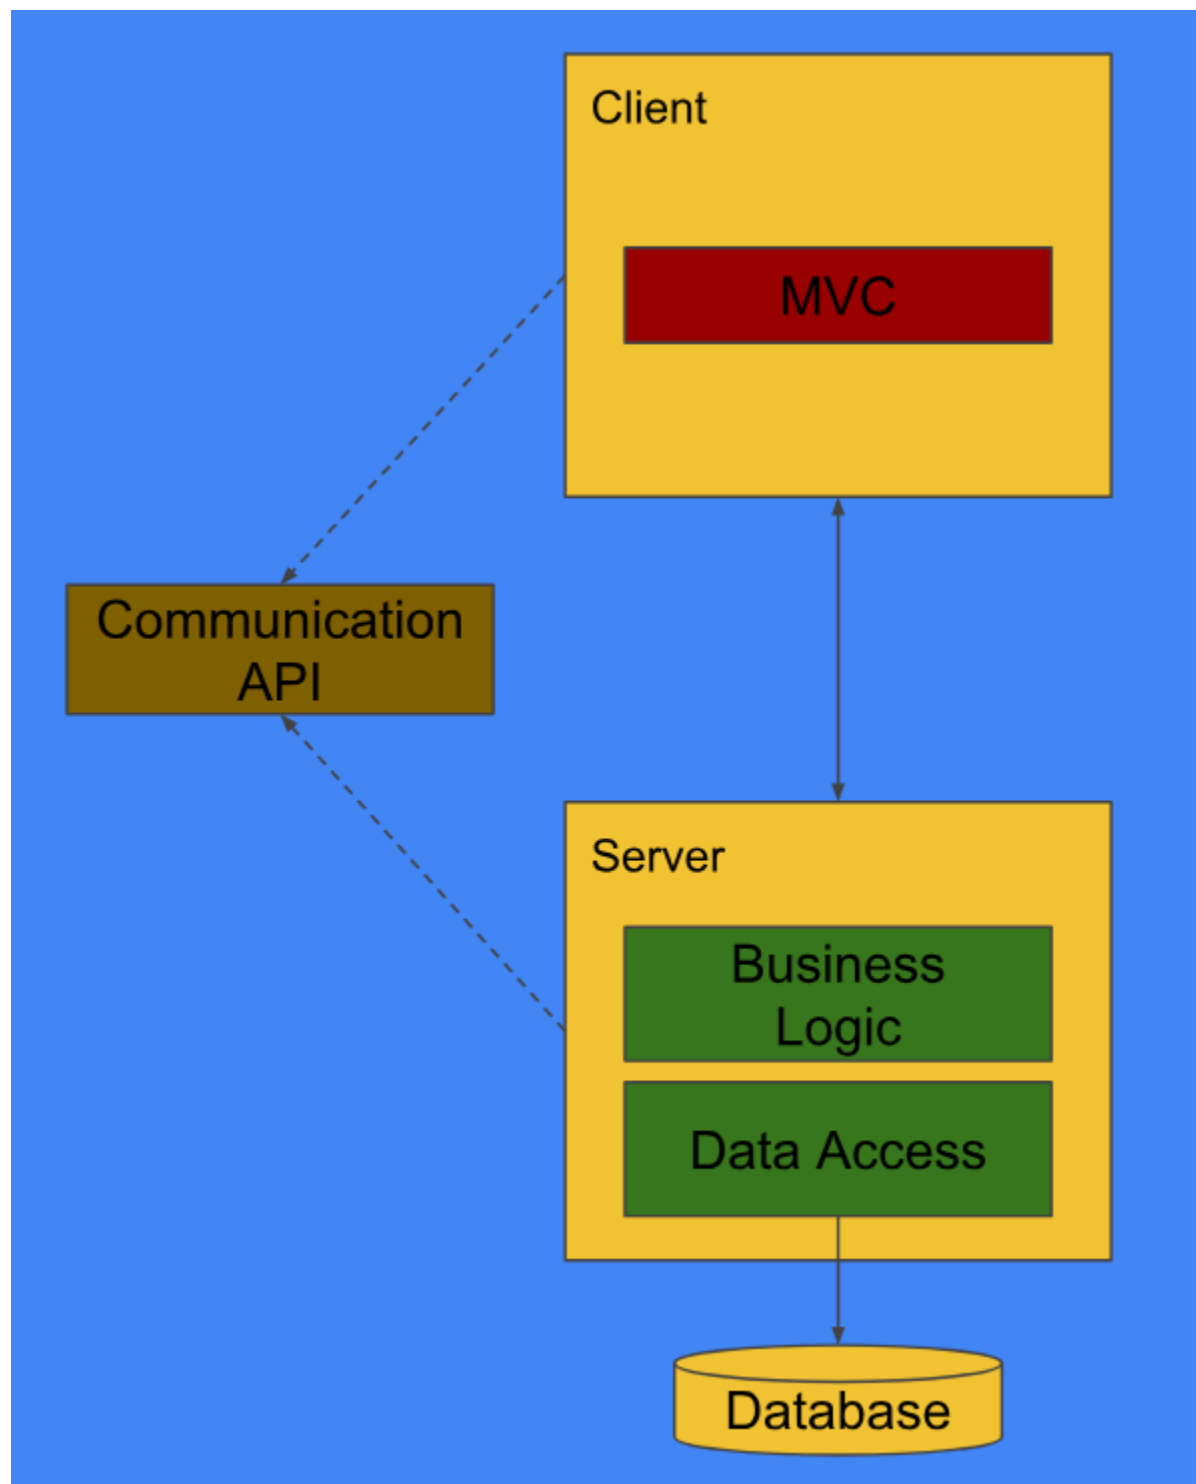 Client
MVC
Communication
API
Server
Business
Logic
Data Access
Database